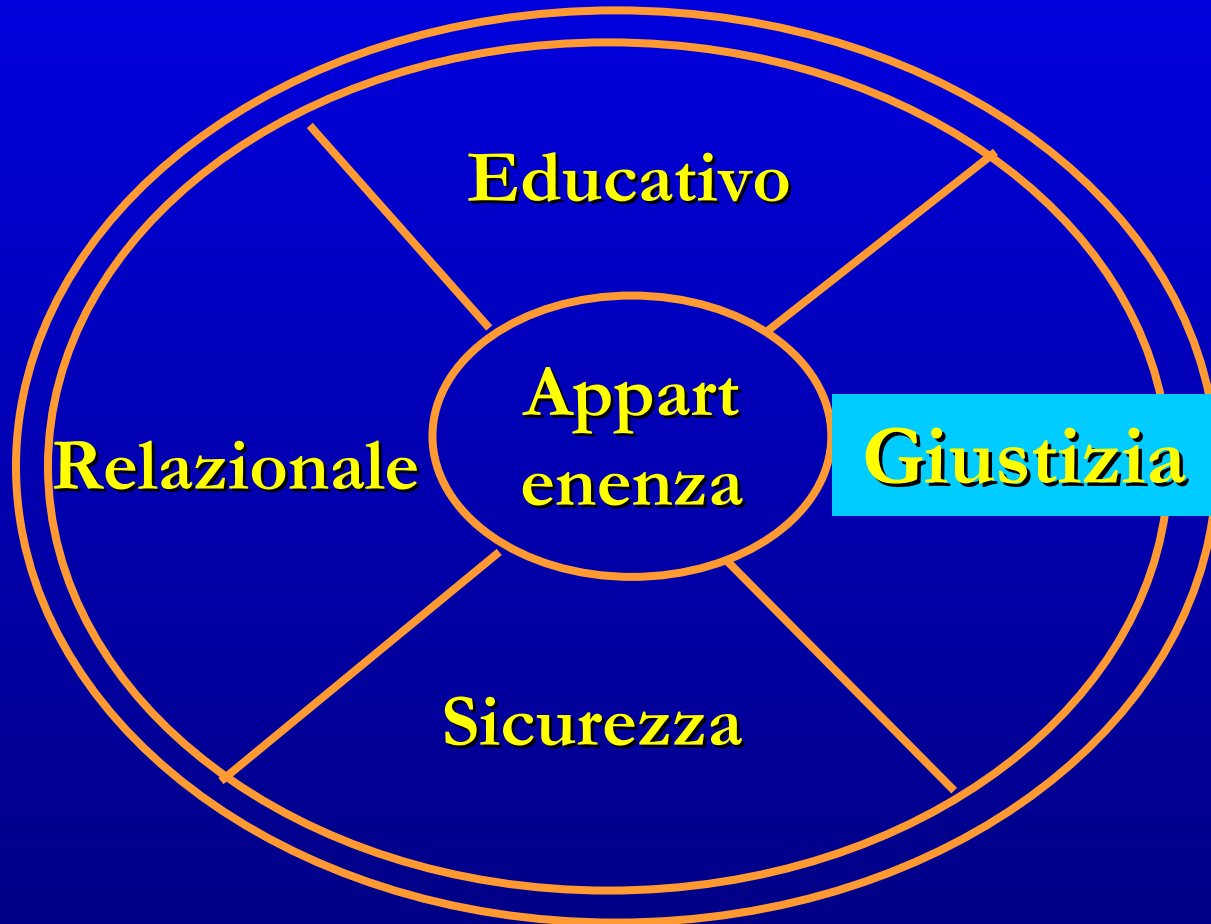 Educativo
Appart
enenza
Relazionale
Giustizia
Sicurezza